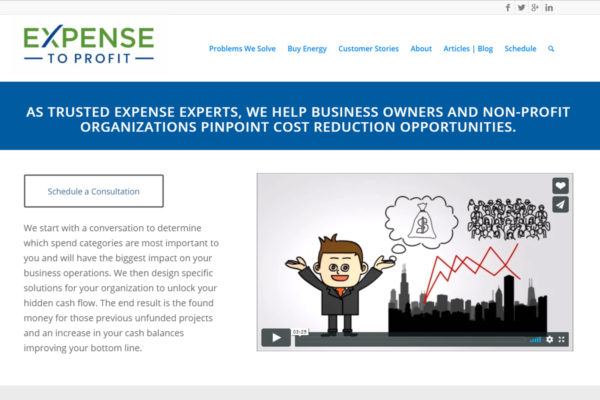 EXPENSE
TO PROFIT
Problems We Solve Buy Energy Customer Stories About Articles | Blog Schedule
AS TRUSTED EXPENSE EXPERTS, WE HELP BUSINESS OWNERS AND NON-PROFIT
ORGANIZATIONS PINPOINT COST REDUCTION OPPORTUNITIES.
Schedule a Consultation
We start with a conversation to determine
which spend categories are most important to
you and will have the biggest impact on your
business operations. We then design specific
solutions for your organization to unlock your
hidden cash flow. The end result is the found
money for those previous unfunded projects
and an increase in your cash balances
improving your bottom line.
$
03:25